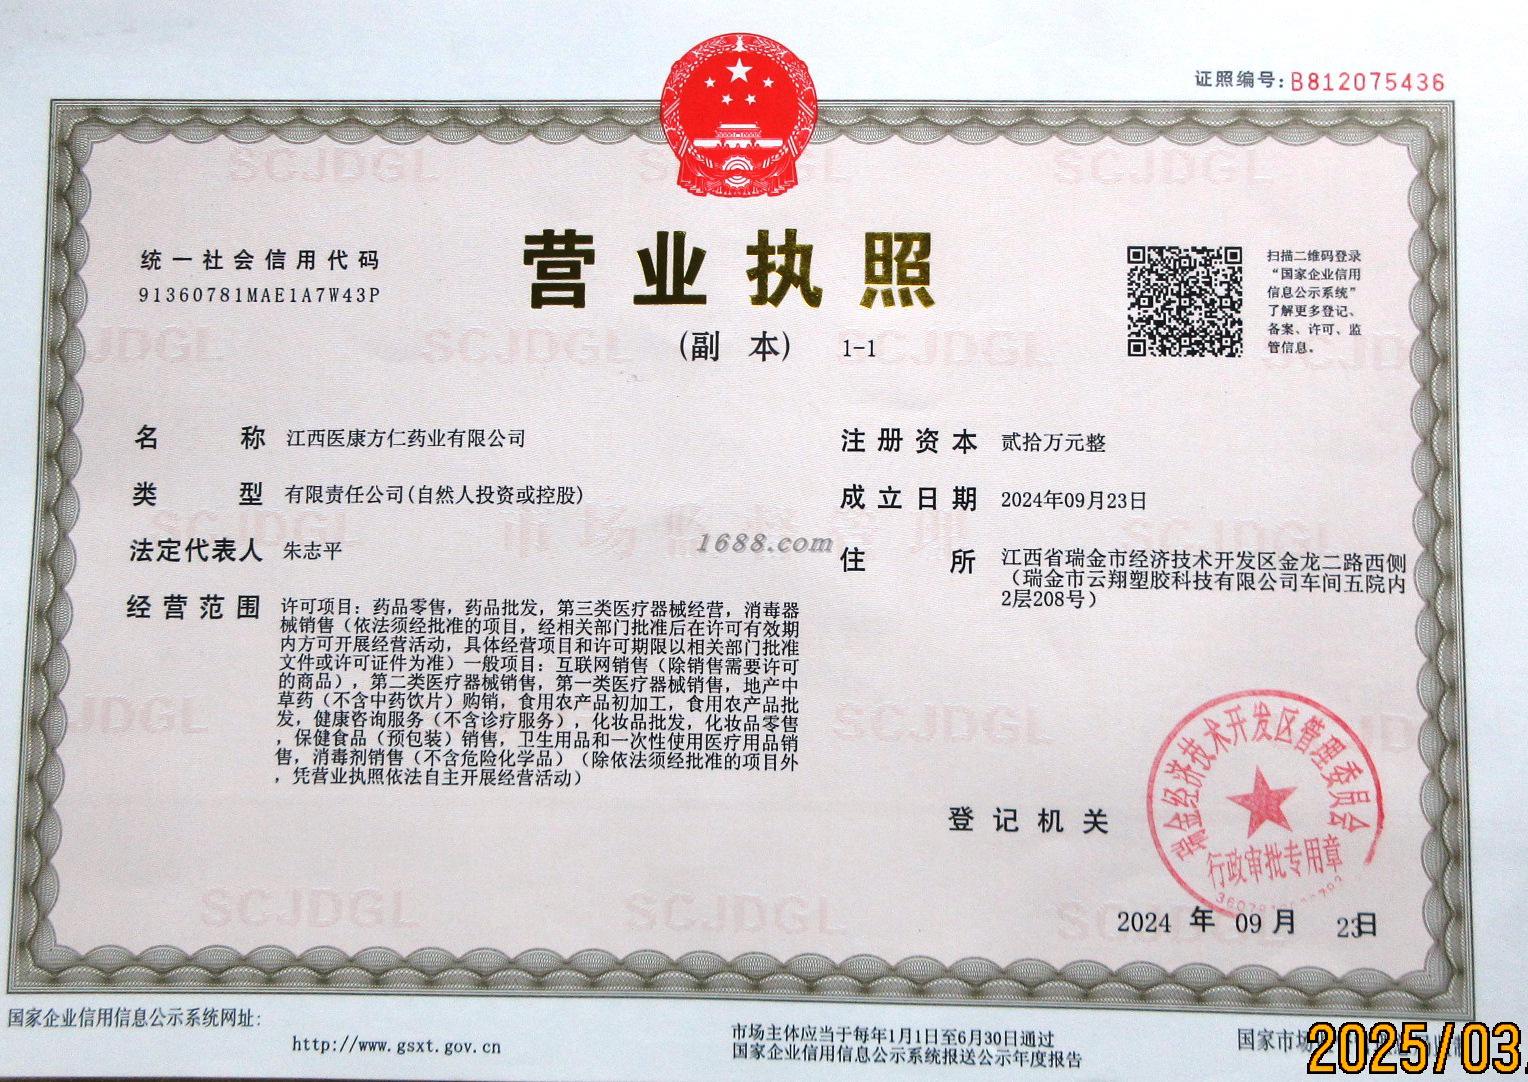 证照编号:B812075436
统一社会信用代码
91360781MAE1A7W43P
营业执照
(副 本) 1-1
扫描二维码登录
“国家企业信用
信息公示系统”
了解更多登记、
备案、许可、监
管信息。
名称 江西医康方仁药业有限公司
类型 有限责任公司(自然人投资或控股)
法定代表人 朱志平
经营范围 许可项目:药品零售,药品批发,第三类医疗器械经营,消毒器
械销售(依法须经批准的项目,经相关部门批准后在许可有效期
内方可开展经营活动,具体经营项目和许可期限以相关部门批准
文件或许可证件为准)一般项目:互联网销售(除销售需要许可
的商品),第二类医疗器械销售,第一类医疗器械销售,地产中
草药(不含中药饮片)购销,食用农产品初加工,食用农产品批
发,健康咨询服务(不含诊疗服务),化妆品批发,化妆品零售
,保健食品(预包装)销售,卫生用品和一次性使用医疗用品销
售,消毒剂销售(不含危险化学品)(除依法须经批准的项目外
,凭营业执照依法自主开展经营活动)
注册资本 贰拾万元整
成立日期 2024年09月23日
住所 江西省瑞金市经济技术开发区金龙二路西侧
(瑞金市云翔塑胶科技有限公司车间五院内
2层208号)
1688.com
登记机关
瑞金经济技术开发区管理委员会
行政审批专用章
2024 年 09 月 23日
国家企业信用信息公示系统网址:
http://www.gsxt.gov.cn
市场主体应当于每年1月1日至6月30日通过
国家企业信用信息公示系统报送公示年度报告
国家市场
2025/03